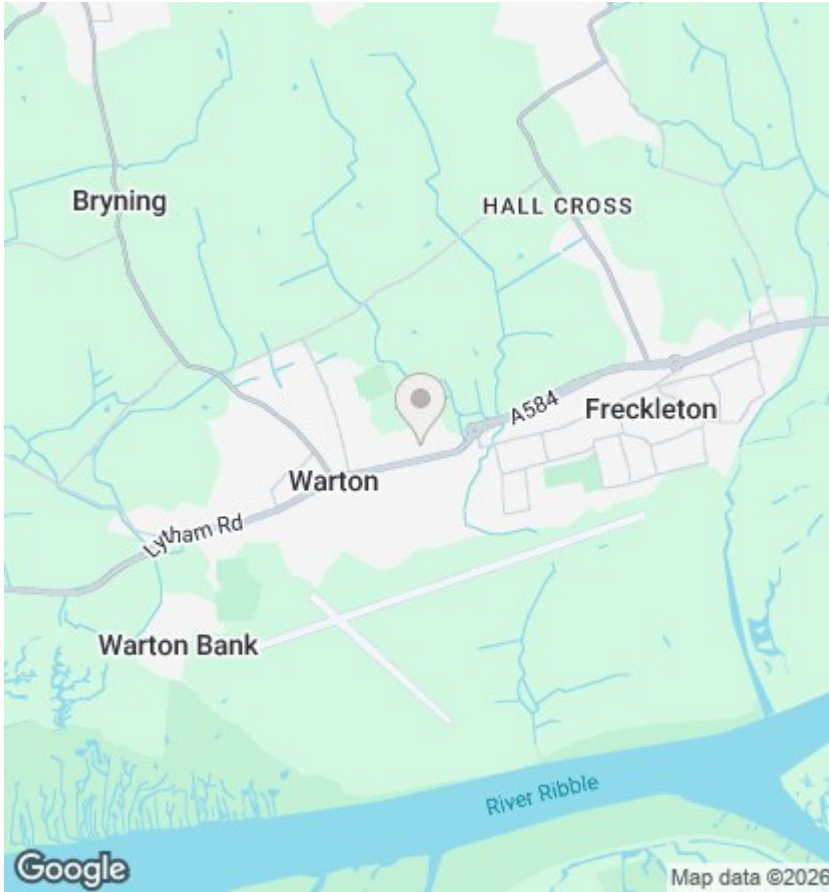 Bryning
HALL CROSS
A584
Freckleton
Warton
Lytham Rd
Warton Bank
River Ribble
Google
Map data ©2026